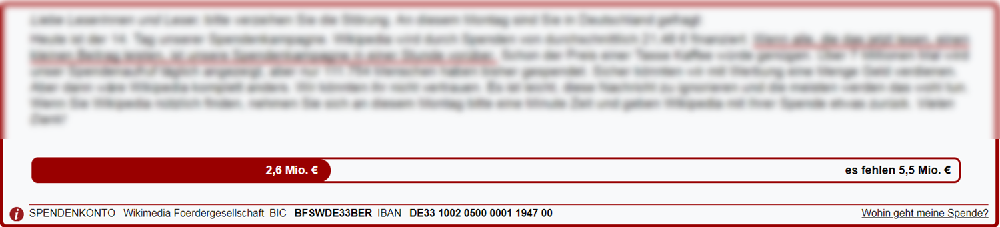 Liebe Leserinnen und Leser, bitte verzeihen Sie die Störung. An diesem Montag sind Sie in Deutschland gefragt:
Heute ist der 14. Tag unserer Spendenkampagne. Wikipedia wird durch Spenden von durchschnittlich 21,48 € finanziert. Wenn alle, die das jetzt lesen, einen
kleinen Beitrag leisten, ist unsere Spendenkampagne in einer Stunde vorüber. Schon der Preis einer Tasse Kaffee würde genügen. Über 7 Millionen Mal wird
unser Spendenaufruf täglich angezeigt, aber nur Menschen haben bisher gespendet. Sicher könnten wir mit Werbung eine Menge Geld verdienen.
Aber dann wäre Wikipedia komplett anders. Wir könnten ihr nicht vertrauen. Es ist leicht, diese Nachricht zu ignorieren und die meisten werden das wohl tun.
Wenn Sie Wikipedia nützlich finden, nehmen Sie sich an diesem Montag bitte eine Minute Zeit und geben Wikipedia mit Ihrer Spende etwas zurück. Vielen
Dank!
2,6 Mio. € es fehlen 5,5 Mio. €
SPENDENKONTO Wikimedia Foerdergesellschaft BIC BFSWDE33BER IBAN DE33 1002 0500 0001 1947 00 Wohin geht meine Spende?